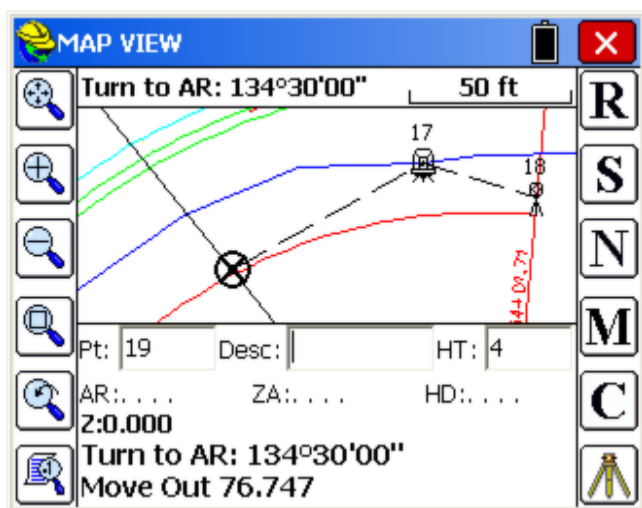 MAP VIEW
Turn to AR: 134°30'00" 50 ft
R
17
18
S
N
Pt: 19 Desc: HT: 4
M
AR:.... ZA:.... HD:....
C
Z:0.000
Turn to AR: 134°30'00"
Move Out 76.747